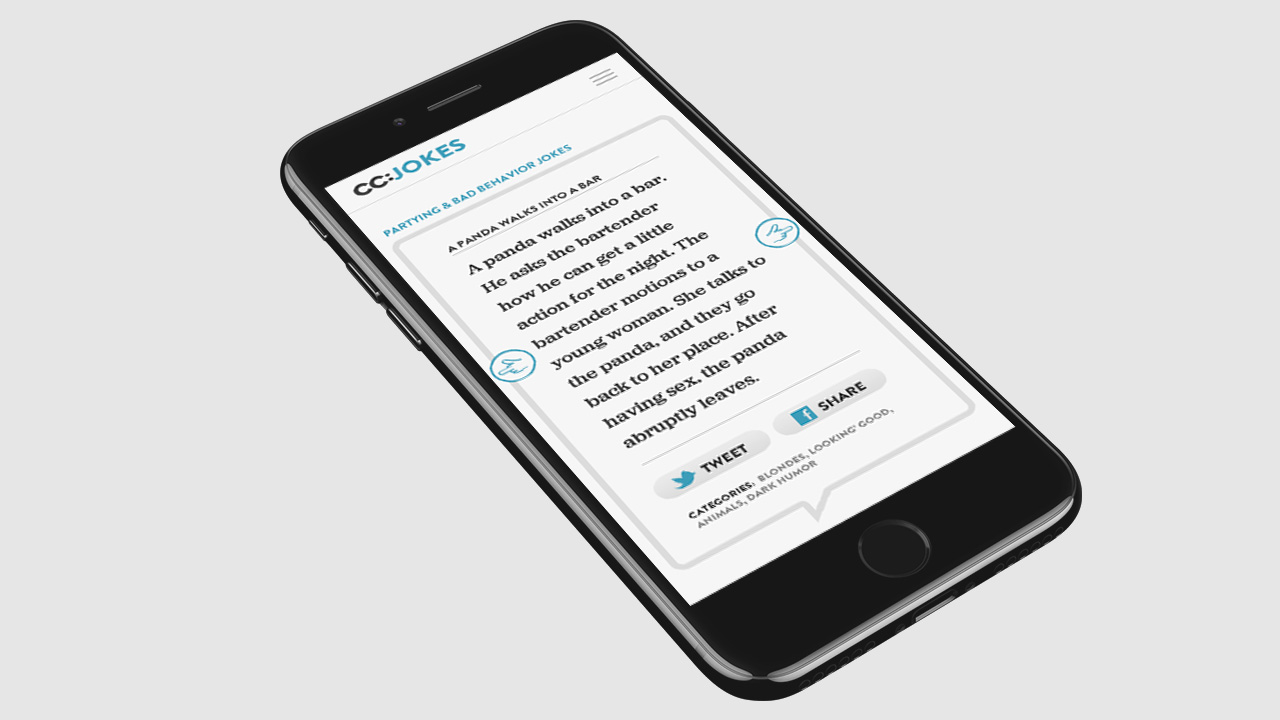 CC:JOKES
PARTYING & BAD BEHAVIOR JOKES
A PANDA WALKS INTO A BAR
A panda walks into a bar.
He asks the bartender
how he can get a little
action for the night. The
bartender motions to a
young woman. She talks to
the panda, and they go
back to her place. After
having sex, the panda
abruptly leaves.
TWEET
f SHARE
CATEGORIES: BLONDES, LOOKING' GOOD,
ANIMALS, DARK HUMOR